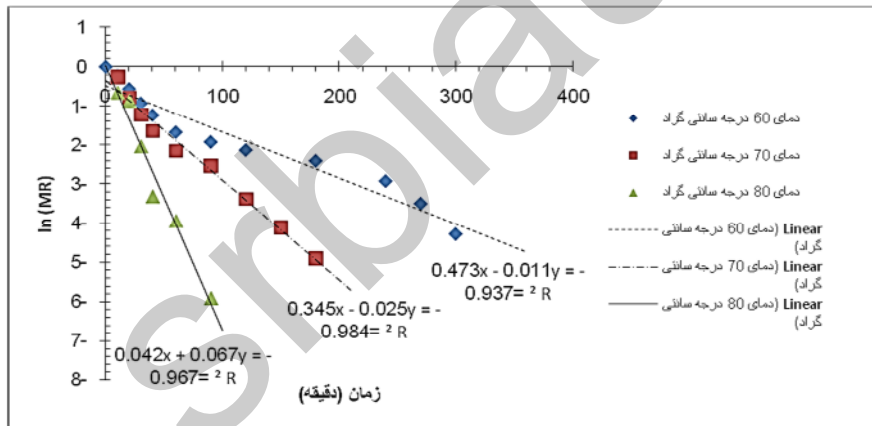 1
0
1-
2-
3-
4-
5-
6-
7-
8-
0 100 200 300 400
ln (MR)
زمان (دقیقه)
0.473x - 0.011y = -
0.937= ² R
0.345x - 0.025y = -
0.984= ² R
0.042x + 0.067y = -
0.967= ² R
دمای 60 درجه سانتی گراد
دمای 70 درجه سانتی گراد
دمای 80 درجه سانتی گراد
Linear (دمای 60 درجه سانتی
گراد)
Linear (دمای 70 درجه سانتی
گراد)
Linear (دمای 80 درجه سانتی
گراد)
srbiau